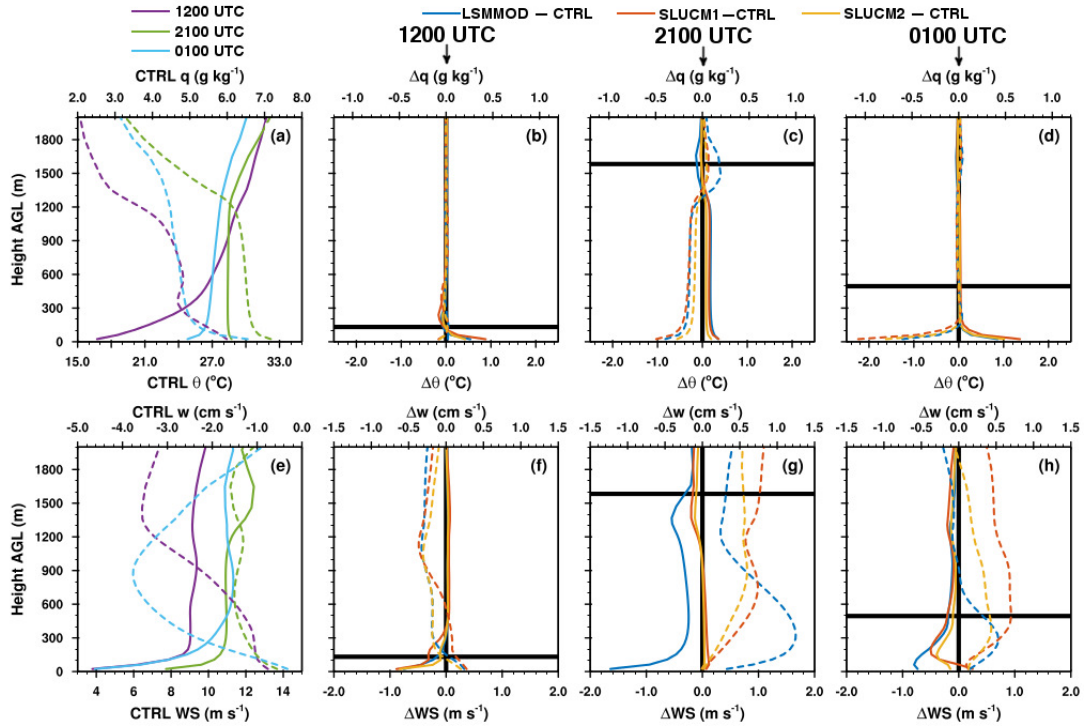 1200 UTC
2100 UTC
0100 UTC
LSMMOD — CTRL
SLUCM1—CTRL
SLUCM2 — CTRL
1200 UTC
2100 UTC
0100 UTC
CTRL q (g kg⁻¹)
Δq (g kg⁻¹)
Δq (g kg⁻¹)
Δq (g kg⁻¹)
2.0 3.0 4.0 5.0 6.0 7.0 8.0
-1.0 -0.5 0.0 0.5 1.0
-1.0 -0.5 0.0 0.5 1.0
-1.0 -0.5 0.0 0.5 1.0
(a)
(b)
(c)
(d)
Height AGL (m)
1800
1500
1200
900
600
300
0
15.0 21.0 27.0 33.0
-2.0 -1.0 0.0 1.0 2.0
-2.0 -1.0 0.0 1.0 2.0
-2.0 -1.0 0.0 1.0 2.0
CTRL θ (°C)
Δθ (°C)
Δθ (°C)
Δθ (°C)
CTRL w (cm s⁻¹)
Δw (cm s⁻¹)
Δw (cm s⁻¹)
Δw (cm s⁻¹)
-5.0 -4.0 -3.0 -2.0 -1.0 0.0
-1.5 -1.0 -0.5 0.0 0.5 1.0 1.5
-1.5 -1.0 -0.5 0.0 0.5 1.0 1.5
-1.5 -1.0 -0.5 0.0 0.5 1.0 1.5
(e)
(f)
(g)
(h)
Height AGL (m)
1800
1500
1200
900
600
300
0
4 6 8 10 12 14
-2.0 -1.0 0.0 1.0 2.0
-2.0 -1.0 0.0 1.0 2.0
-2.0 -1.0 0.0 1.0 2.0
CTRL WS (m s⁻¹)
ΔWS (m s⁻¹)
ΔWS (m s⁻¹)
ΔWS (m s⁻¹)